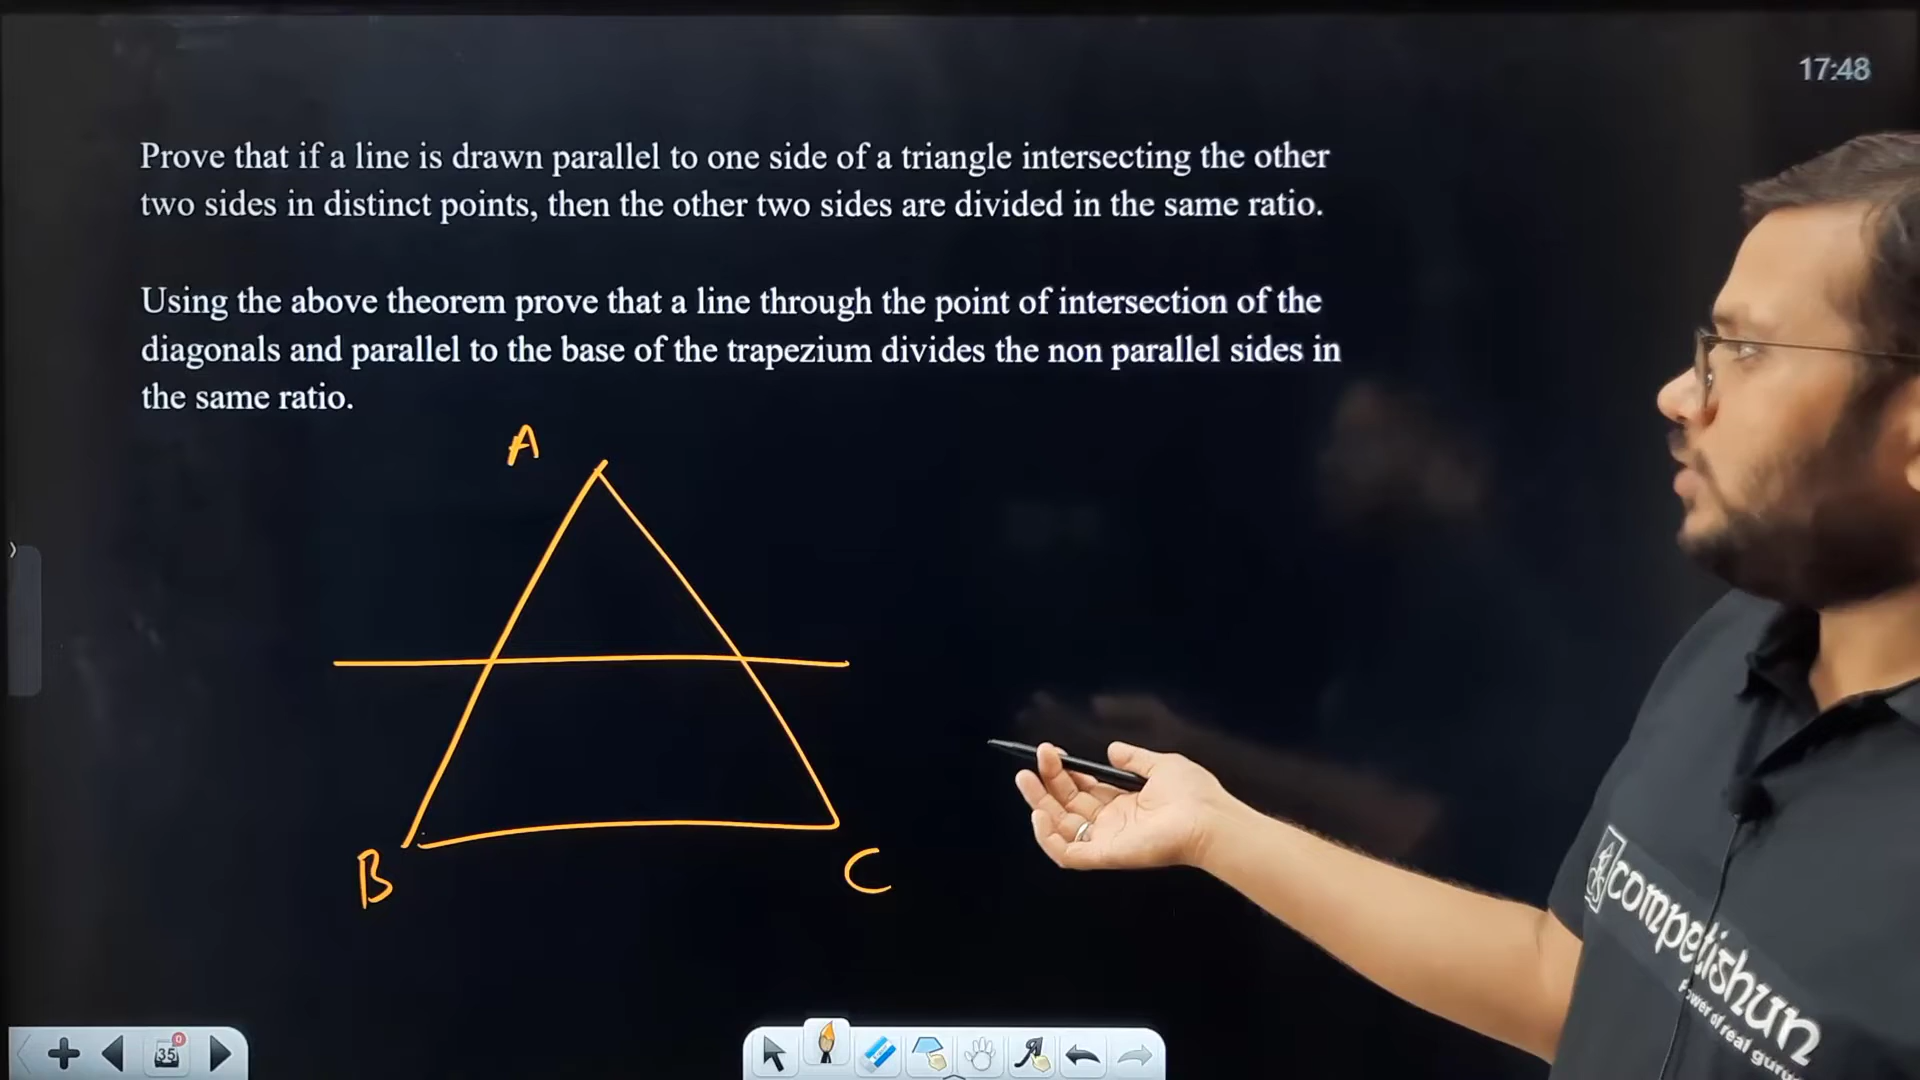 17:48
Prove that if a line is drawn parallel to one side of a triangle intersecting the other
two sides in distinct points, then the other two sides are divided in the same ratio.
Using the above theorem prove that a line through the point of intersection of the
diagonals and parallel to the base of the trapezium divides the non parallel sides in
the same ratio.
A
B
C
competishun
Power of real gurus
0
35